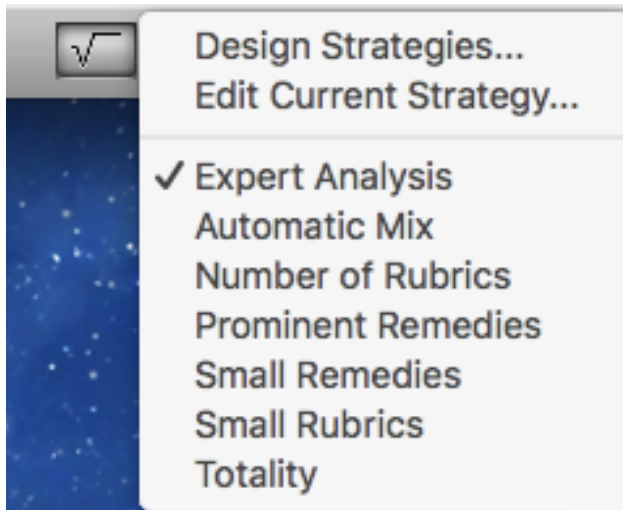 Design Strategies...
Edit Current Strategy...
✓ Expert Analysis
Automatic Mix
Number of Rubrics
Prominent Remedies
Small Remedies
Small Rubrics
Totality